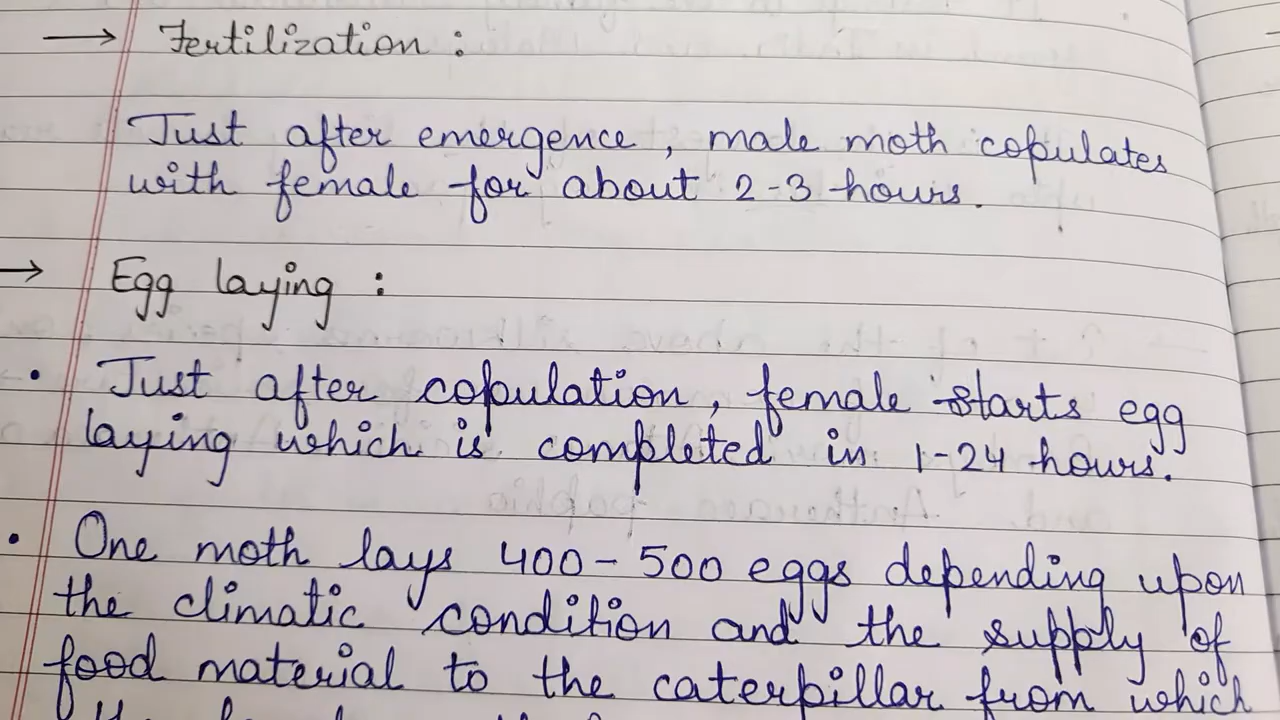 → Fertilization :
Just after emergence, male moth copulates
with female for about 2-3 hours.
→ Egg laying :
• Just after copulation, female starts egg
laying which is completed in 1-24 hours.
• One moth lays 400-500 eggs depending upon
the climatic condition and the supply of
food material to the caterpillar from which